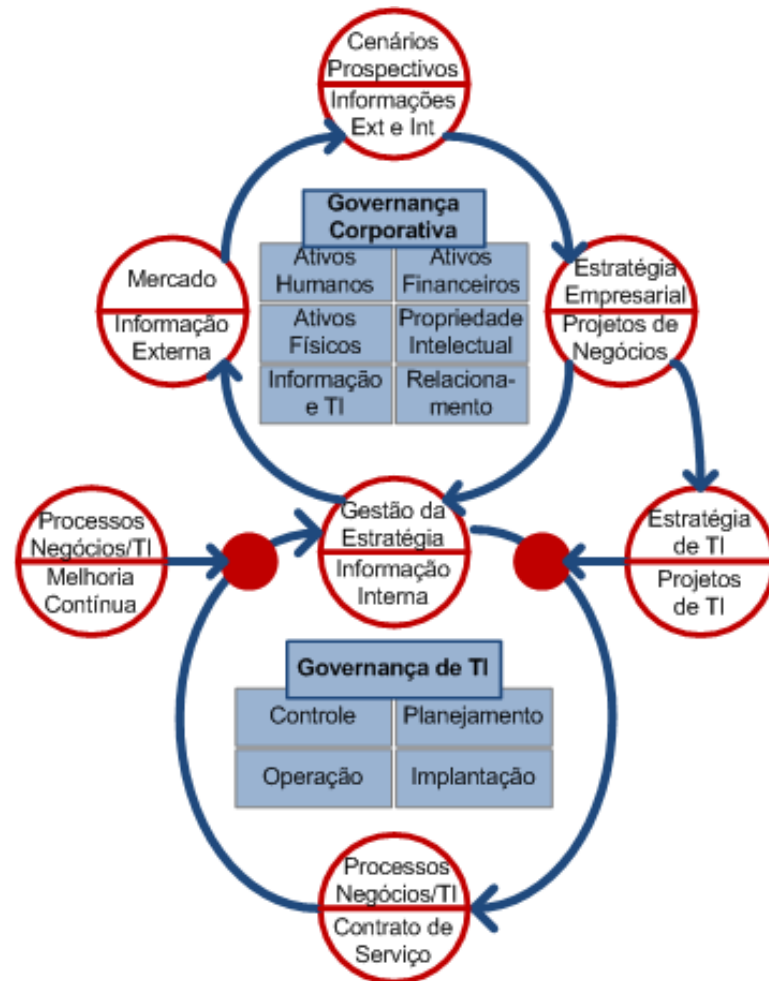 Cenários
Prospectivos
Informações
Ext e Int
Governança
Corporativa
Ativos
Humanos
Ativos
Financeiros
Ativos
Físicos
Propriedade
Intelectual
Informação
e TI
Relaciona-
mento
Mercado
Informação
Externa
Estratégia
Empresarial
Projetos de
Negócios
Gestão da
Estratégia
Informação
Interna
Processos
Negócios/TI
Melhoria
Contínua
Estratégia
de TI
Projetos
de TI
Governança de TI
Controle
Planejamento
Operação
Implantação
Processos
Negócios/TI
Contrato de
Serviço